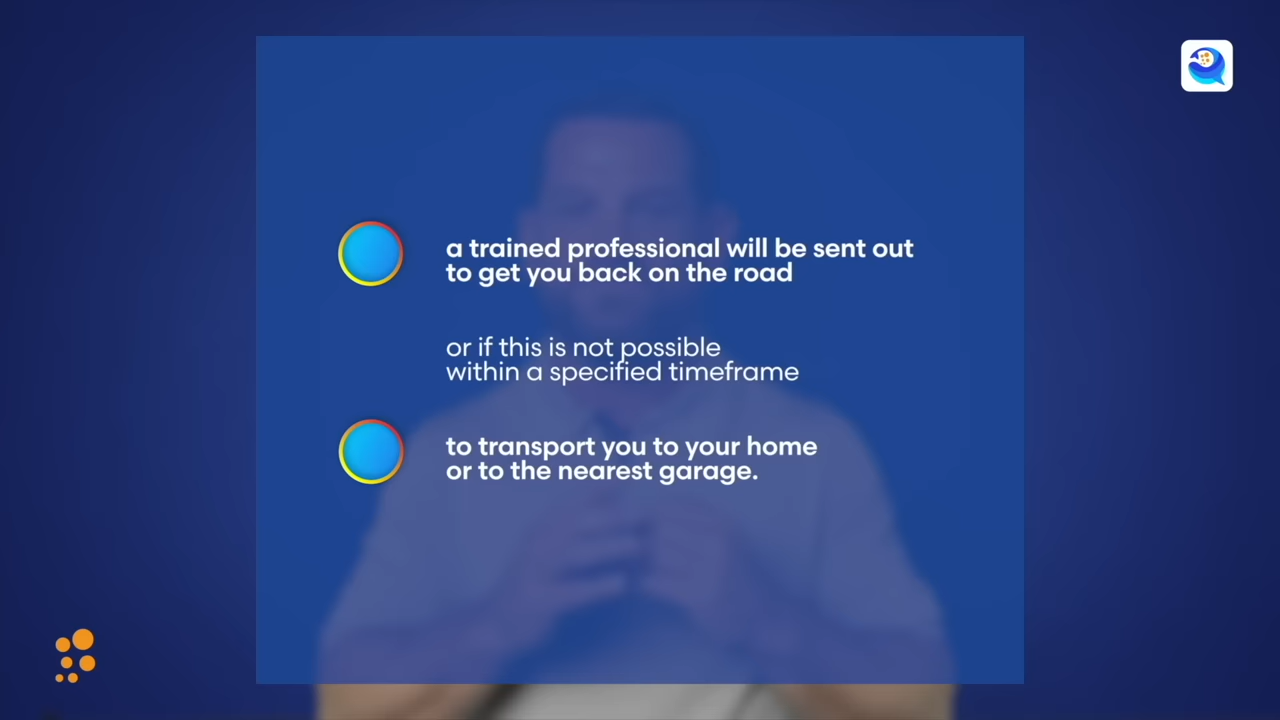 a trained professional will be sent out
to get you back on the road
or if this is not possible
within a specified timeframe
to transport you to your home
or to the nearest garage.